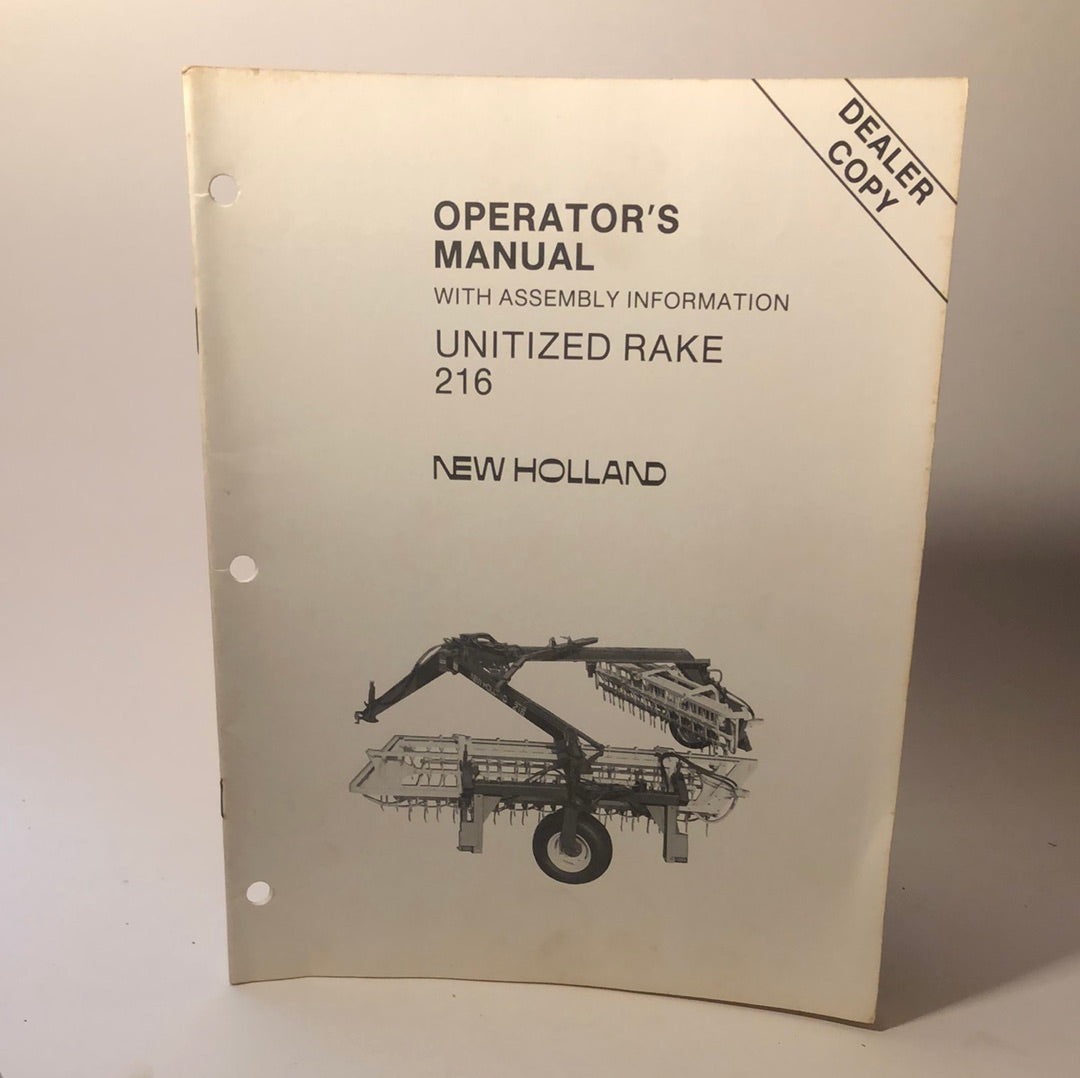 DEALER
COPY
OPERATOR'S
MANUAL
WITH ASSEMBLY INFORMATION
UNITIZED RAKE
216
NEW HOLLAND